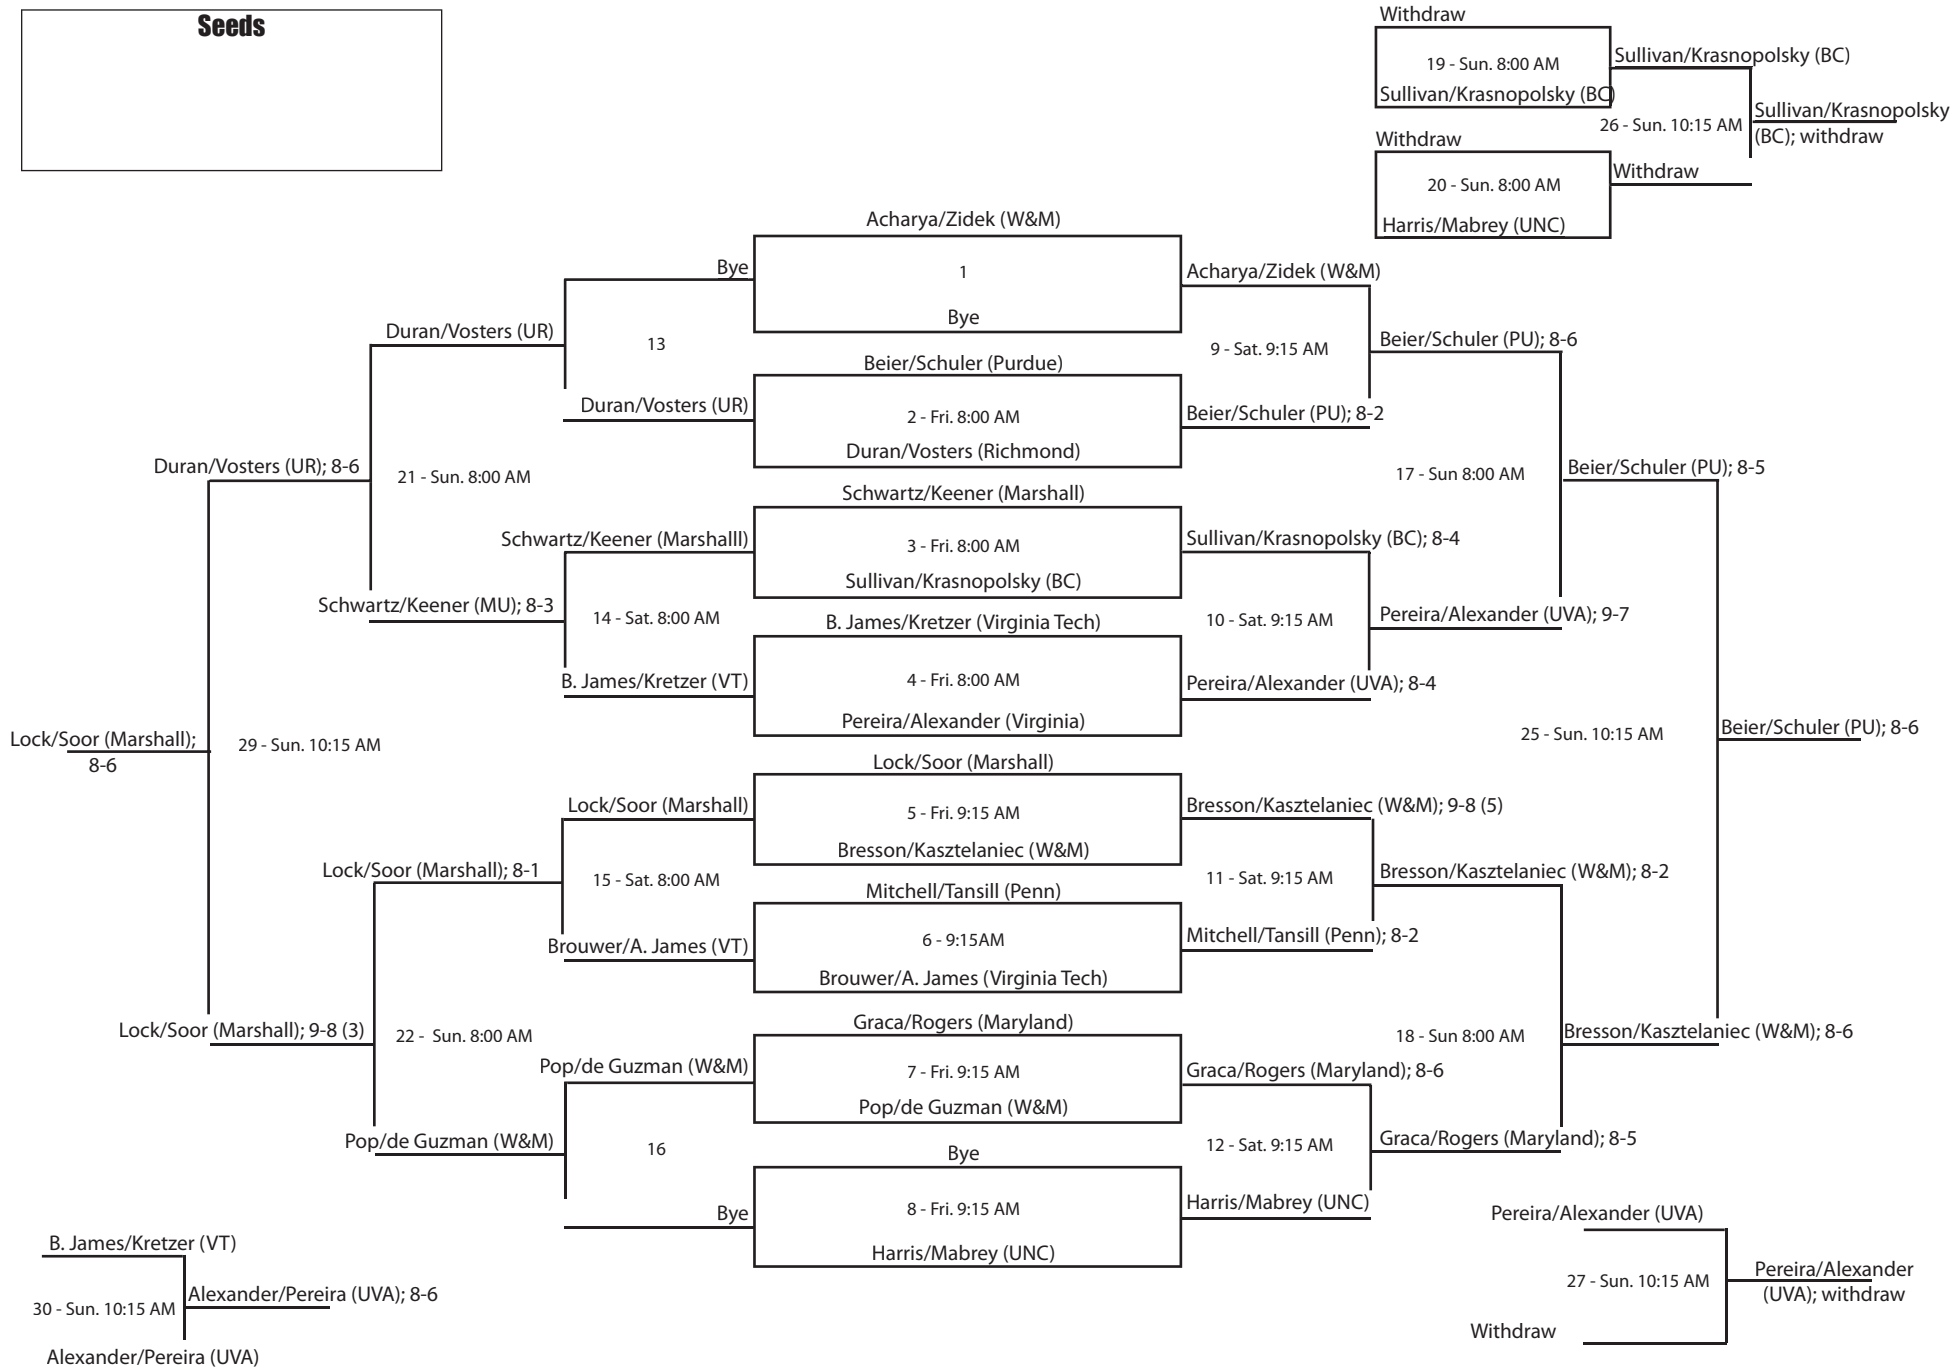 Seeds
Withdraw
19 - Sun. 8:00 AM
Sullivan/Krasnopolsky (BC)
Sullivan/Krasnopolsky (BC)
26 - Sun. 10:15 AM
Sullivan/Krasnopolsky
(BC); withdraw
Withdraw
20 - Sun. 8:00 AM
Harris/Mabrey (UNC)
Withdraw
Acharya/Zidek (W&M)
1
Bye
Beier/Schuler (Purdue)
2 - Fri. 8:00 AM
Duran/Vosters (Richmond)
Schwartz/Keener (Marshall)
3 - Fri. 8:00 AM
Sullivan/Krasnopolsky (BC)
B. James/Kretzer (Virginia Tech)
4 - Fri. 8:00 AM
Pereira/Alexander (Virginia)
Lock/Soor (Marshall)
5 - Fri. 9:15 AM
Bresson/Kasztelaniec (W&M)
Mitchell/Tansill (Penn)
6 - 9:15AM
Brouwer/A. James (Virginia Tech)
Graca/Rogers (Maryland)
7 - Fri. 9:15 AM
Pop/de Guzman (W&M)
Bye
8 - Fri. 9:15 AM
Harris/Mabrey (UNC)
Acharya/Zidek (W&M)
9 - Sat. 9:15 AM
Beier/Schuler (PU); 8-2
Sullivan/Krasnopolsky (BC); 8-4
10 - Sat. 9:15 AM
Pereira/Alexander (UVA); 8-4
Bresson/Kasztelaniec (W&M); 9-8 (5)
11 - Sat. 9:15 AM
Mitchell/Tansill (Penn); 8-2
Graca/Rogers (Maryland); 8-6
12 - Sat. 9:15 AM
Harris/Mabrey (UNC)
Beier/Schuler (PU); 8-6
17 - Sun 8:00 AM
Pereira/Alexander (UVA); 9-7
Bresson/Kasztelaniec (W&M); 8-2
18 - Sun 8:00 AM
Graca/Rogers (Maryland); 8-5
Beier/Schuler (PU); 8-5
25 - Sun. 10:15 AM
Bresson/Kasztelaniec (W&M); 8-6
Beier/Schuler (PU); 8-6
Bye
13
Duran/Vosters (UR)
Schwartz/Keener (Marshalll)
14 - Sat. 8:00 AM
B. James/Kretzer (VT)
Lock/Soor (Marshall)
15 - Sat. 8:00 AM
Brouwer/A. James (VT)
Pop/de Guzman (W&M)
16
Bye
Duran/Vosters (UR)
21 - Sun. 8:00 AM
Schwartz/Keener (MU); 8-3
Lock/Soor (Marshall); 8-1
22 - Sun. 8:00 AM
Pop/de Guzman (W&M)
Duran/Vosters (UR); 8-6
29 - Sun. 10:15 AM
Lock/Soor (Marshall); 9-8 (3)
Lock/Soor (Marshall);
8-6
B. James/Kretzer (VT)
30 - Sun. 10:15 AM
Alexander/Pereira (UVA); 8-6
Alexander/Pereira (UVA)
Pereira/Alexander (UVA)
27 - Sun. 10:15 AM
Pereira/Alexander
(UVA); withdraw
Withdraw